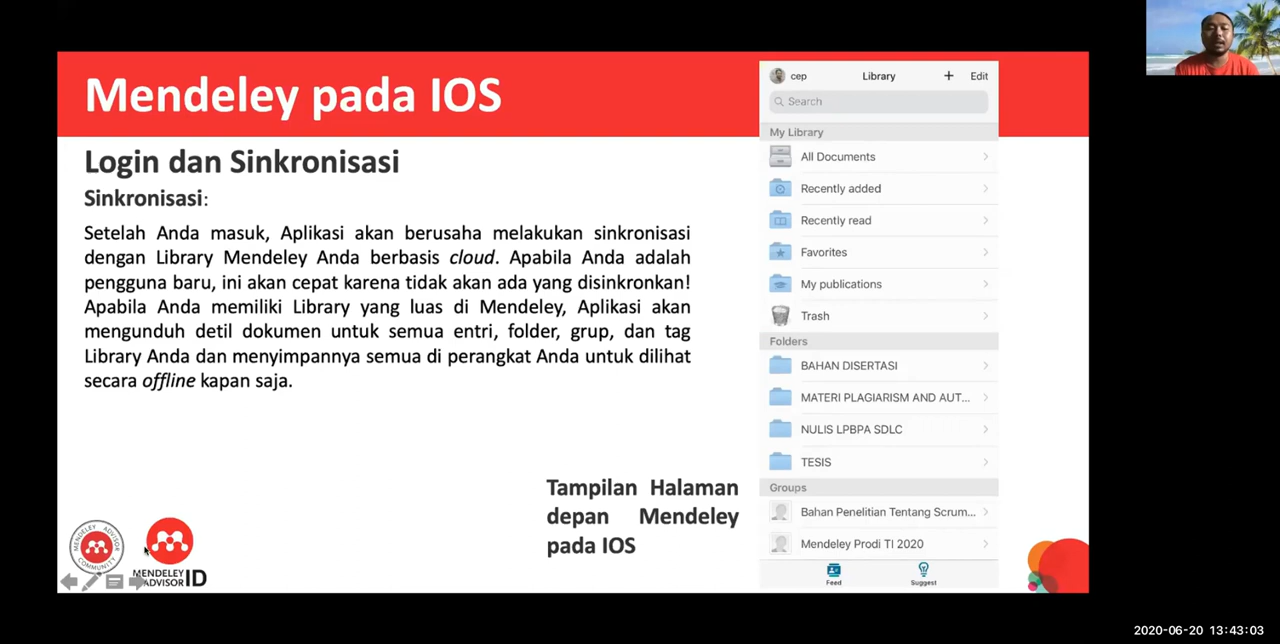 Mendeley pada IOS
Login dan Sinkronisasi
Sinkronisasi:
Setelah Anda masuk, Aplikasi akan berusaha melakukan sinkronisasi
dengan Library Mendeley Anda berbasis cloud. Apabila Anda adalah
pengguna baru, ini akan cepat karena tidak akan ada yang disinkronkan!
Apabila Anda memiliki Library yang luas di Mendeley, Aplikasi akan
mengunduh detil dokumen untuk semua entri, folder, grup, dan tag
Library Anda dan menyimpannya semua di perangkat Anda untuk dilihat
secara offline kapan saja.
Tampilan Halaman
depan Mendeley
pada IOS
cep
Library
+
Edit
Search
My Library
All Documents
Recently added
Recently read
Favorites
My publications
Trash
Folders
BAHAN DISERTASI
MATERI PLAGIARISM AND AUT...
NULIS LPBPA SDLC
TESIS
Groups
Bahan Penelitian Tentang Scrum...
Mendeley Prodi TI 2020
Feed
Suggest
MENDELEY ADVISOR
COMMUNITY
MENDELEY
ADVISOR ID
2020-06-20 13:43:03